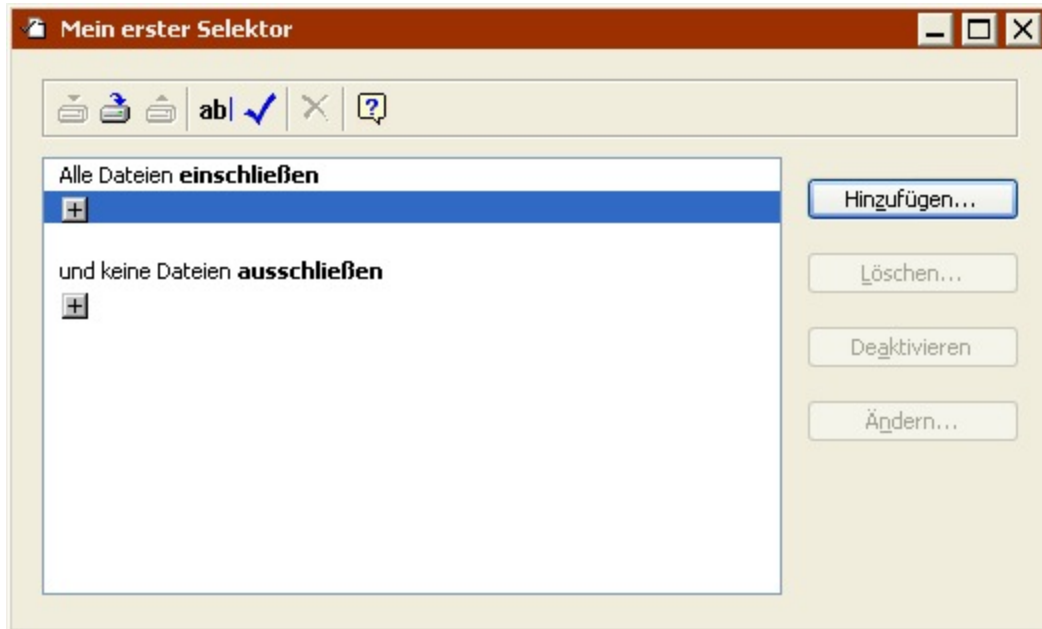 Mein erster Selektor
ab|
Alle Dateien einschließen
und keine Dateien ausschließen
Hinzufügen...
Löschen...
Deaktivieren
Ändern...